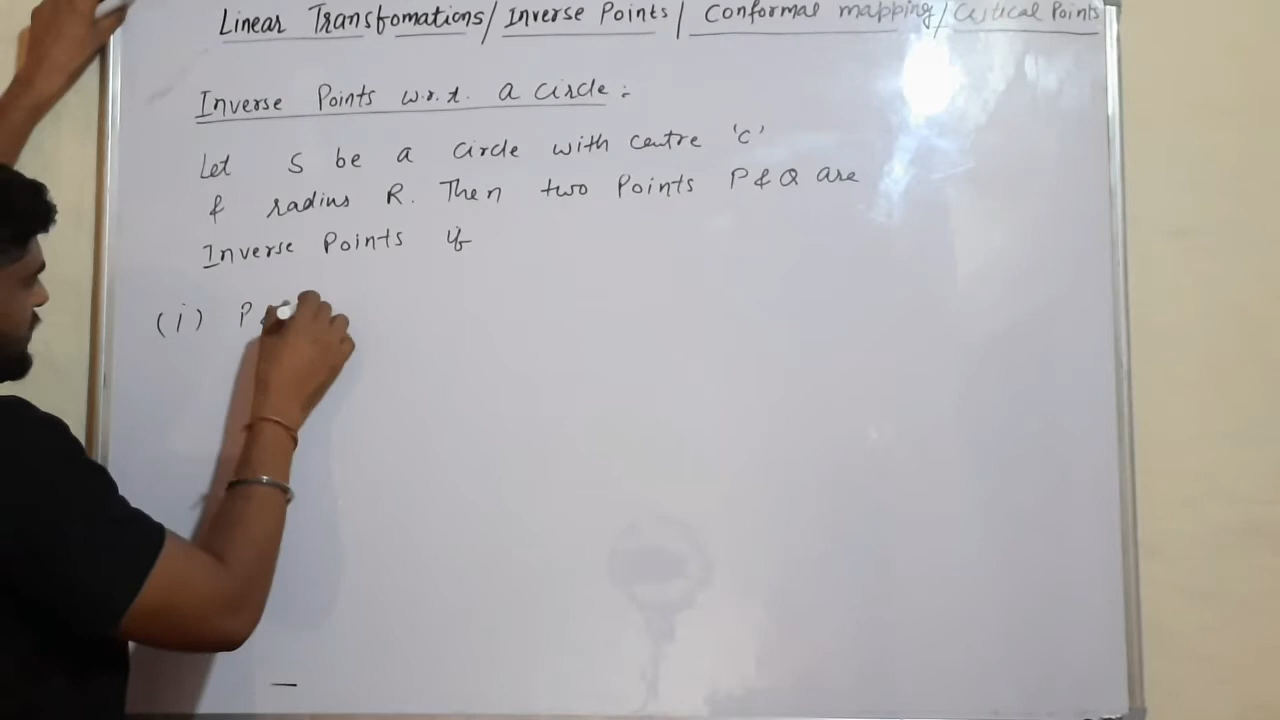 Linear Transfomations/ Inverse Points / Conformal mapping/ Critical Points
Inverse Points w.r.t. a circle :
Let S be a circle with centre 'c'
& radius R. Then two Points P & Q are
Inverse Points if
(i) P